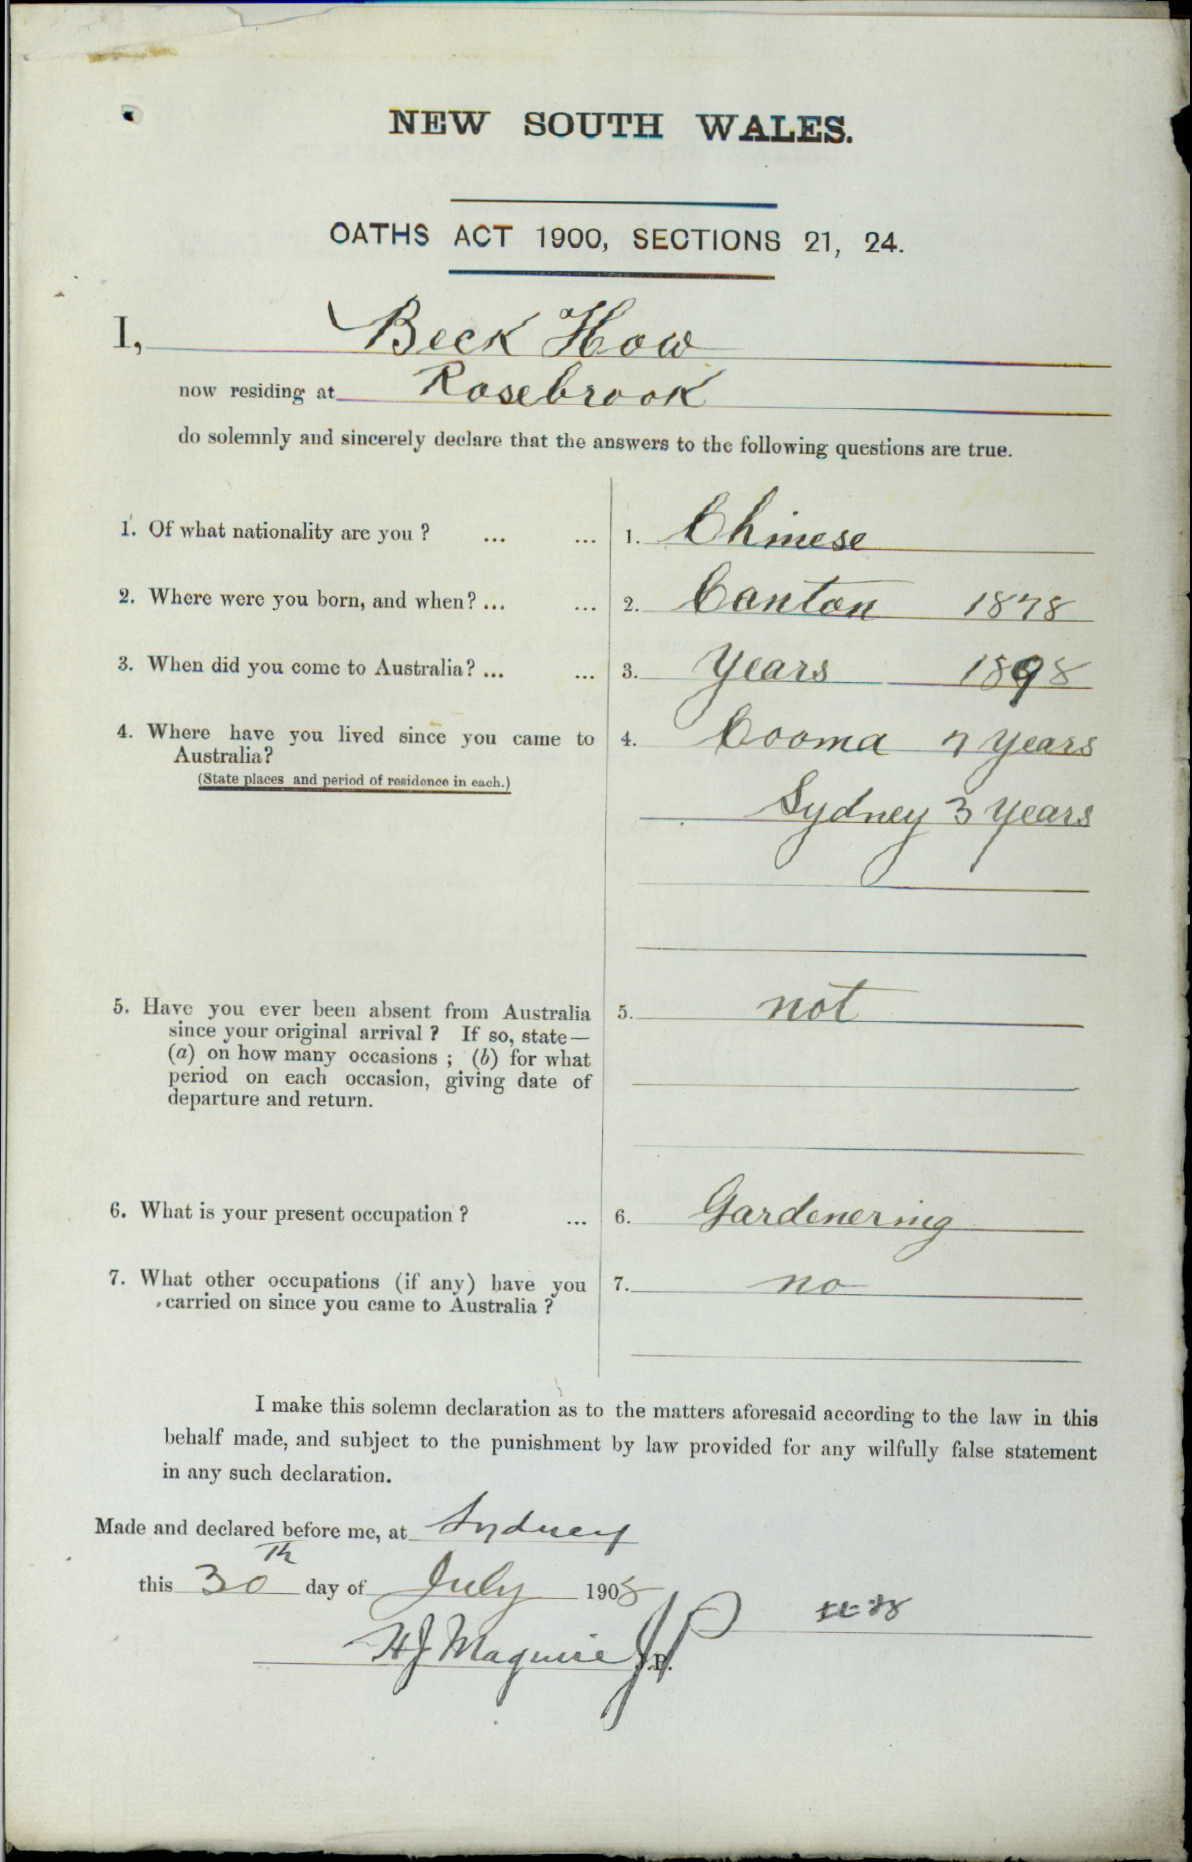 NEW SOUTH WALES.
OATHS ACT 1900, SECTIONS 21, 24.
I, Beck How
now residing at Rosebrook
do solemnly and sincerely declare that the answers to the following questions are true.
1. Of what nationality are you ? ... ... 1. Chinese
2. Where were you born, and when? ... ... 2. Canton 1878
3. When did you come to Australia? ... ... 3. Years 1898
4. Where have you lived since you came to 4. Cooma 7 Years
Australia?
(State places and period of residence in each.)
Sydney 3 Years
5. Have you ever been absent from Australia 5. not
since your original arrival ? If so, state—
(a) on how many occasions ; (b) for what
period on each occasion, giving date of
departure and return.
6. What is your present occupation ? ... 6. Gardenering
7. What other occupations (if any) have you 7. no
carried on since you came to Australia ?
I make this solemn declaration as to the matters aforesaid according to the law in this
behalf made, and subject to the punishment by law provided for any wilfully false statement
in any such declaration.
Made and declared before me, at Sydney
this 30th day of July 1908
H J Maguire JP
J.P.